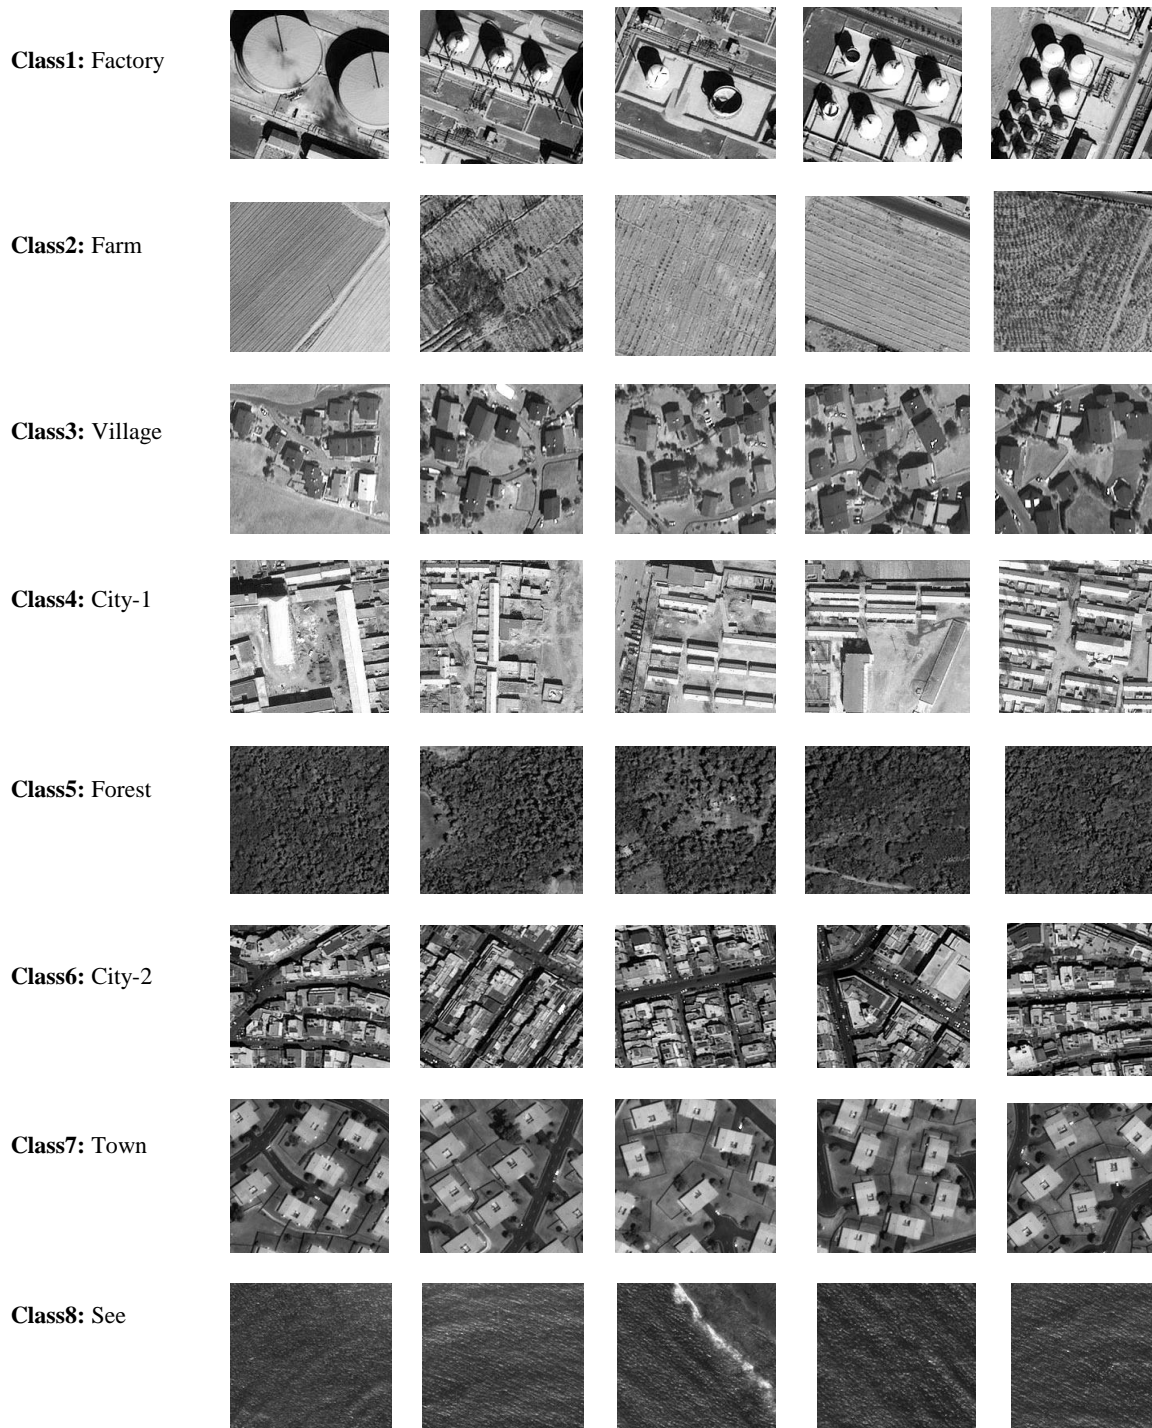 Class1: Factory
Class2: Farm
Class3: Village
Class4: City-1
Class5: Forest
Class6: City-2
Class7: Town
Class8: See